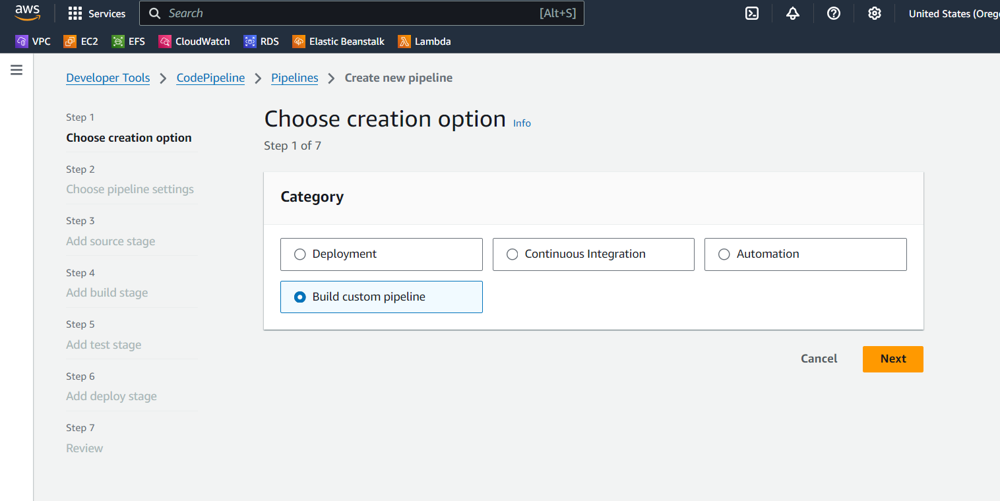 aws Services Search [Alt+S] United States (Orego
VPC EC2 EFS CloudWatch RDS Elastic Beanstalk Lambda
Developer Tools > CodePipeline > Pipelines > Create new pipeline
Step 1
Choose creation option
Step 2
Choose pipeline settings
Step 3
Add source stage
Step 4
Add build stage
Step 5
Add test stage
Step 6
Add deploy stage
Step 7
Review
Choose creation option Info
Step 1 of 7
Category
Deployment Continuous Integration Automation
Build custom pipeline
Cancel Next